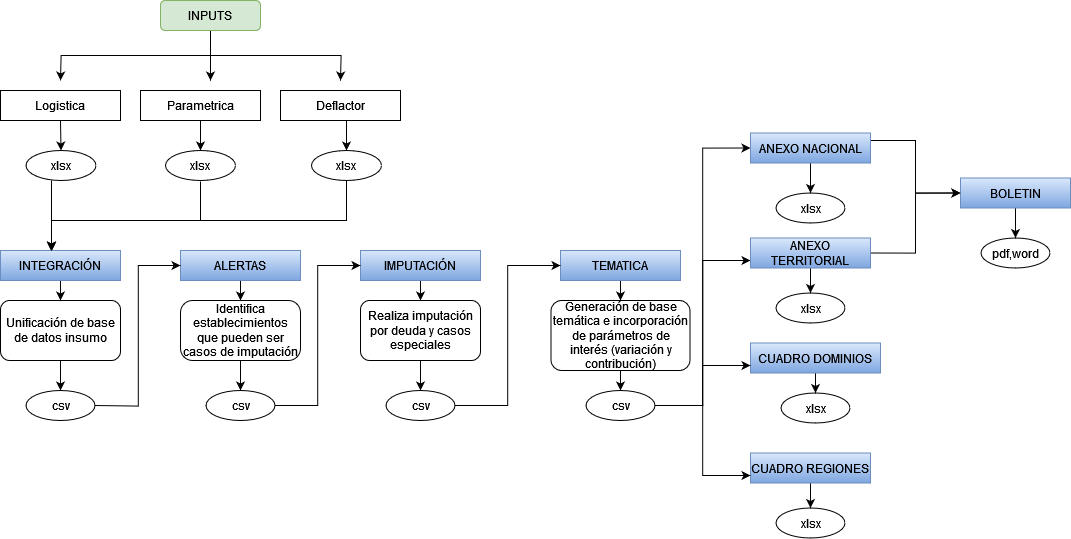 INPUTS
Logistica
Parametrica
Deflactor
xlsx
xlsx
xlsx
INTEGRACIÓN
ALERTAS
IMPUTACIÓN
TEMATICA
Unificación de base
de datos insumo
Identifica
establecimientos
que pueden ser
casos de imputación
Realiza imputación
por deuda y casos
especiales
Generación de base
temática e incorporación
de parámetros de
interés (variación y
contribución)
csv
csv
csv
csv
ANEXO NACIONAL
xlsx
ANEXO
TERRITORIAL
xlsx
CUADRO DOMINIOS
xlsx
CUADRO REGIONES
xlsx
BOLETIN
pdf,word